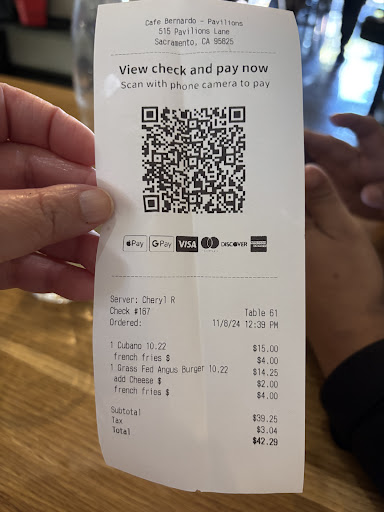 Cafe Bernardo - Pavilions
515 Pavilions Lane
Sacramento, CA 95825
View check and pay now
Scan with phone camera to pay
Pay G Pay VISA DISCOVER
Server: Cheryl R
Check #167 Table 61
Ordered: 11/8/24 12:39 PM
1 Cubano 10.22 $15.00
french fries $ $4.00
1 Grass Fed Angus Burger 10.22 $14.25
add Cheese $ $2.00
french fries $ $4.00
Subtotal $39.25
Tax $3.04
Total $42.29